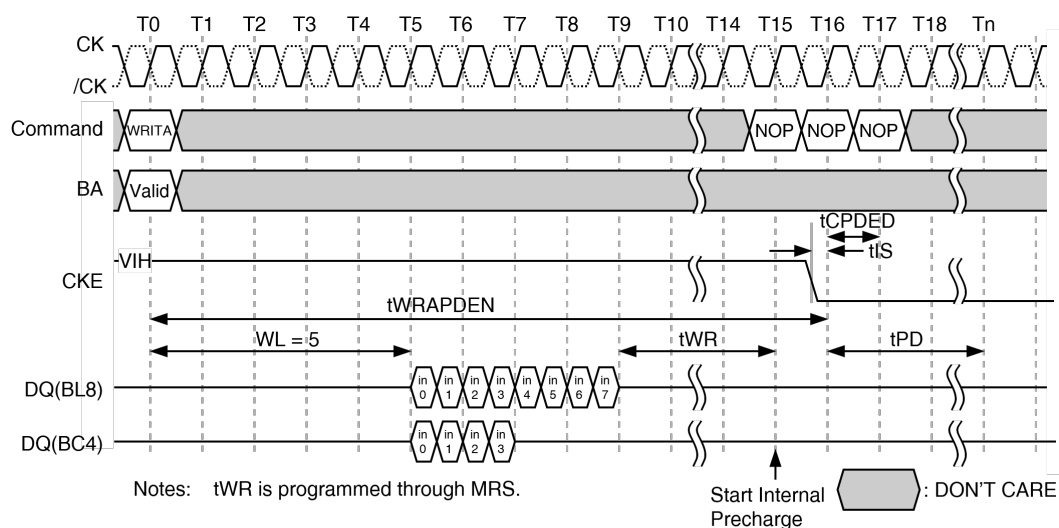 T0 T1 T2 T3 T4 T5 T6 T7 T8 T9 T10 T14 T15 T16 T17 T18 Tn
CK
/CK
Command WRITA NOP NOP NOP
BA Valid
tCPDED
tIS
VIH
CKE
tWRAPDEN
WL = 5 tWR tPD
DQ(BL8) in 0 in 1 in 2 in 3 in 4 in 5 in 6 in 7
DQ(BC4) in 0 in 1 in 2 in 3
Notes: tWR is programmed through MRS.
Start Internal Precharge
: DON'T CARE